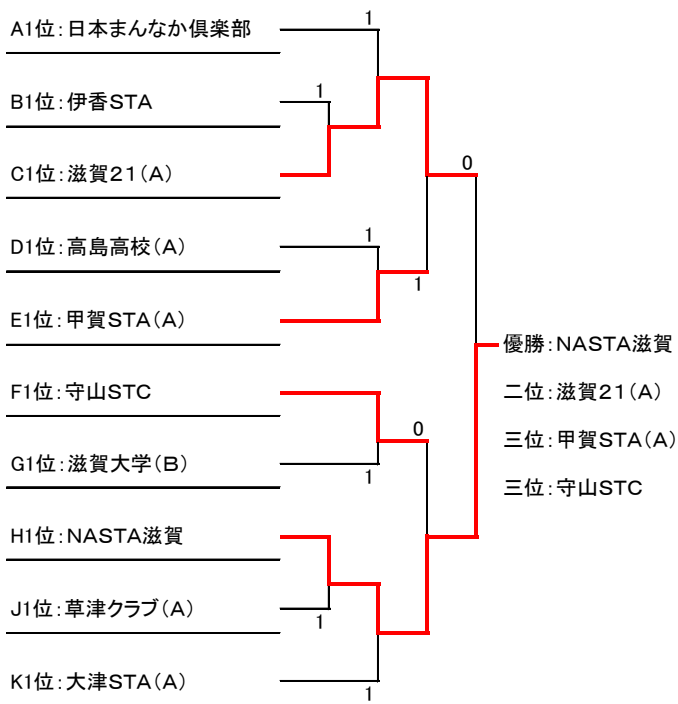 A1位:日本まんなか倶楽部
1
B1位:伊香STA
1
C1位:滋賀21(A)
0
D1位:高島高校(A)
1
1
E1位:甲賀STA(A)
優勝:NASTA滋賀
F1位:守山STC
二位:滋賀21(A)
0
三位:甲賀STA(A)
G1位:滋賀大学(B)
1
三位:守山STC
H1位:NASTA滋賀
J1位:草津クラブ(A)
1
K1位:大津STA(A)
1